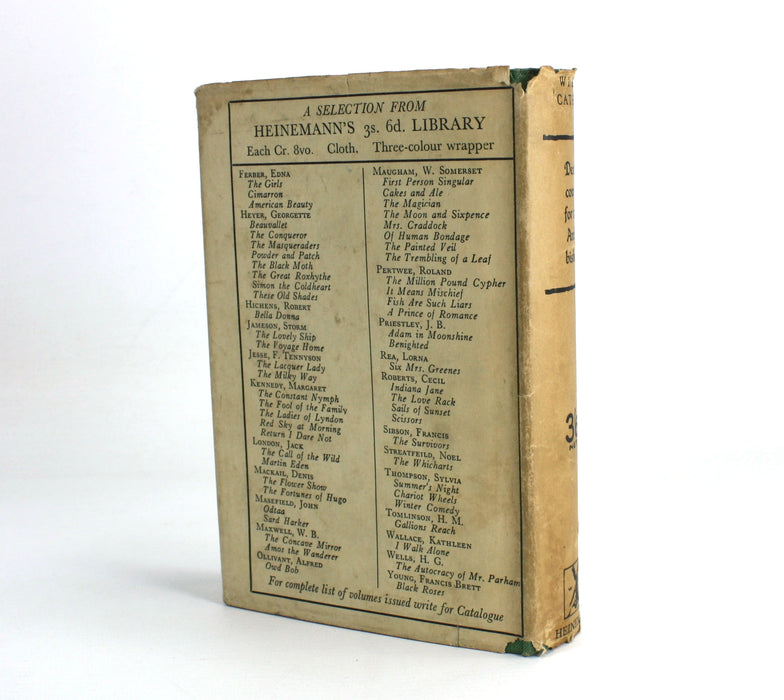 A SELECTION FROM
HEINEMANN'S 3s. 6d. LIBRARY
Each Cr. 8vo. Cloth. Three-colour wrapper
FERBER, EDNA
The Girls
Cimarron
American Beauty
HEYER, GEORGETTE
Beauvallet
The Conqueror
The Masqueraders
Powder and Patch
The Black Moth
The Great Roxhythe
Simon the Coldheart
These Old Shades
HICHENS, ROBERT
Bella Donna
JAMESON, STORM
The Lovely Ship
The Voyage Home
JESSE, F. TENNYSON
The Lacquer Lady
The Milky Way
KENNEDY, MARGARET
The Constant Nymph
The Fool of the Family
The Ladies of Lyndon
Red Sky at Morning
Return I Dare Not
LONDON, JACK
The Call of the Wild
Martin Eden
MACKAIL, DENIS
The Flower Show
The Fortunes of Hugo
MASEFIELD, JOHN
Odtaa
Sard Harker
MAXWELL, W. B.
The Concave Mirror
Amos the Wanderer
OLLIVANT, ALFRED
Owd Bob
MAUGHAM, W. SOMERSET
First Person Singular
Cakes and Ale
The Magician
The Moon and Sixpence
Mrs. Craddock
Of Human Bondage
The Painted Veil
The Trembling of a Leaf
PERTWEE, ROLAND
The Million Pound Cypher
It Means Mischief
Fish Are Such Liars
A Prince of Romance
PRIESTLEY, J. B.
Adam in Moonshine
Benighted
REA, LORNA
Six Mrs. Greenes
ROBERTS, CECIL
Indiana Jane
The Love Rack
Sails of Sunset
Scissors
SIBSON, FRANCIS
The Survivors
STREATFEILD, NOEL
The Whicharts
THOMPSON, SYLVIA
Summer's Night
Chariot Wheels
Winter Comedy
TOMLINSON, H. M.
Gallions Reach
WALLACE, KATHLEEN
I Walk Alone
WELLS, H. G.
The Autocracy of Mr. Parham
YOUNG, FRANCIS BRETT
Black Roses
For complete list of volumes issued write for Catalogue